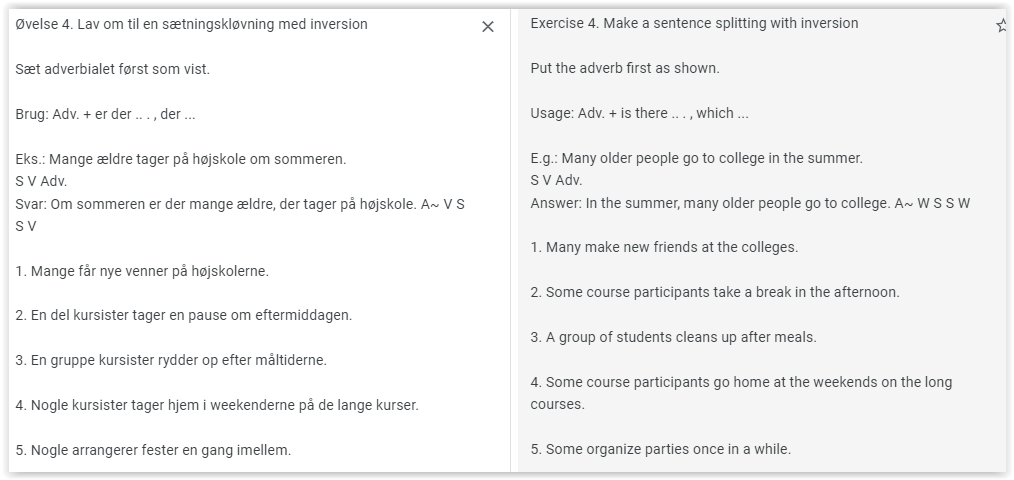 Øvelse 4. Lav om til en sætningskløvning med inversion
Sæt adverbialet først som vist.
Brug: Adv. + er der .. . , der ...
Eks.: Mange ældre tager på højskole om sommeren.
S V Adv.
Svar: Om sommeren er der mange ældre, der tager på højskole. A~ V S
S V
1. Mange får nye venner på højskolerne.
2. En del kursister tager en pause om eftermiddagen.
3. En gruppe kursister rydder op efter måltiderne.
4. Nogle kursister tager hjem i weekenderne på de lange kurser.
5. Nogle arrangerer fester en gang imellem.
Exercise 4. Make a sentence splitting with inversion
Put the adverb first as shown.
Usage: Adv. + is there .. . , which ...
E.g.: Many older people go to college in the summer.
S V Adv.
Answer: In the summer, many older people go to college. A~ W S S W
1. Many make new friends at the colleges.
2. Some course participants take a break in the afternoon.
3. A group of students cleans up after meals.
4. Some course participants go home at the weekends on the long
courses.
5. Some organize parties once in a while.